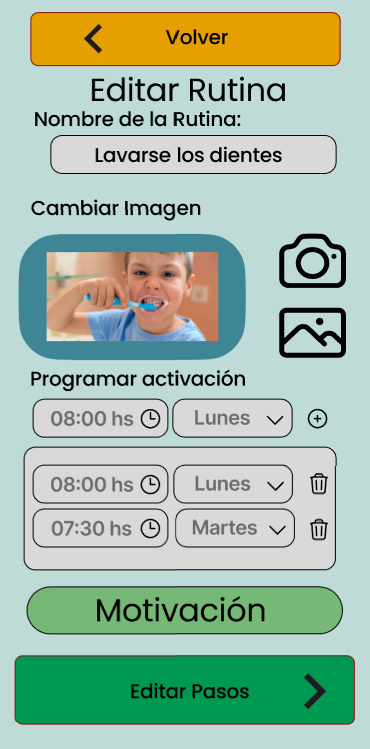 Volver
Editar Rutina
Nombre de la Rutina:
Lavarse los dientes
Cambiar Imagen
Programar activación
08:00 hs Lunes
08:00 hs Lunes
07:30 hs Martes
Motivación
Editar Pasos